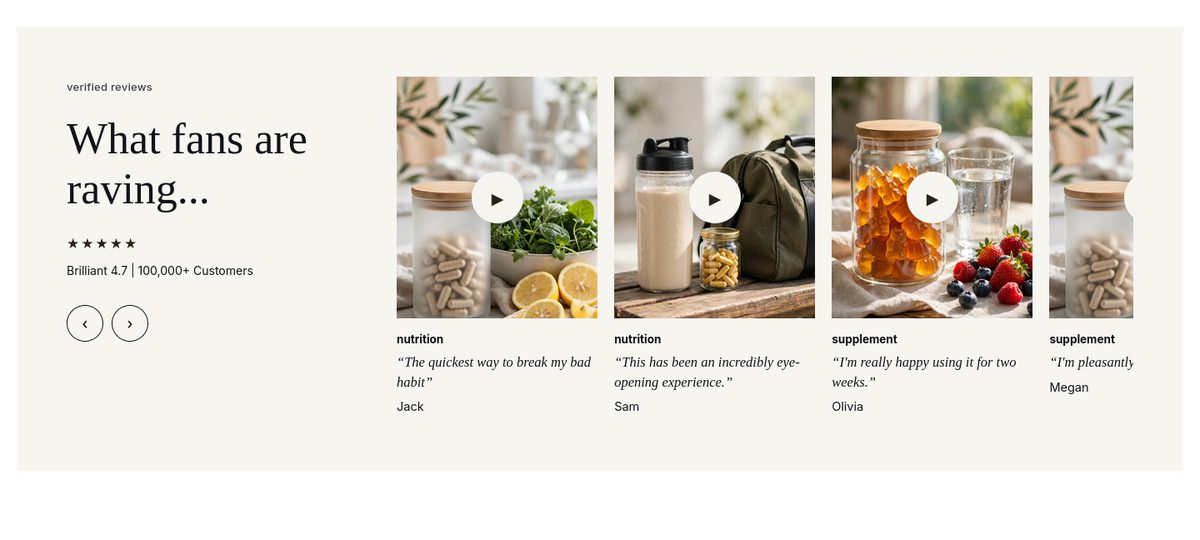 verified reviews
What fans are
raving...
★★★★★
Brilliant 4.7 | 100,000+ Customers
nutrition
“The quickest way to break my bad
habit”
Jack
nutrition
“This has been an incredibly eye-
opening experience.”
Sam
supplement
“I'm really happy using it for two
weeks.”
Olivia
supplement
“I'm pleasantly
Megan